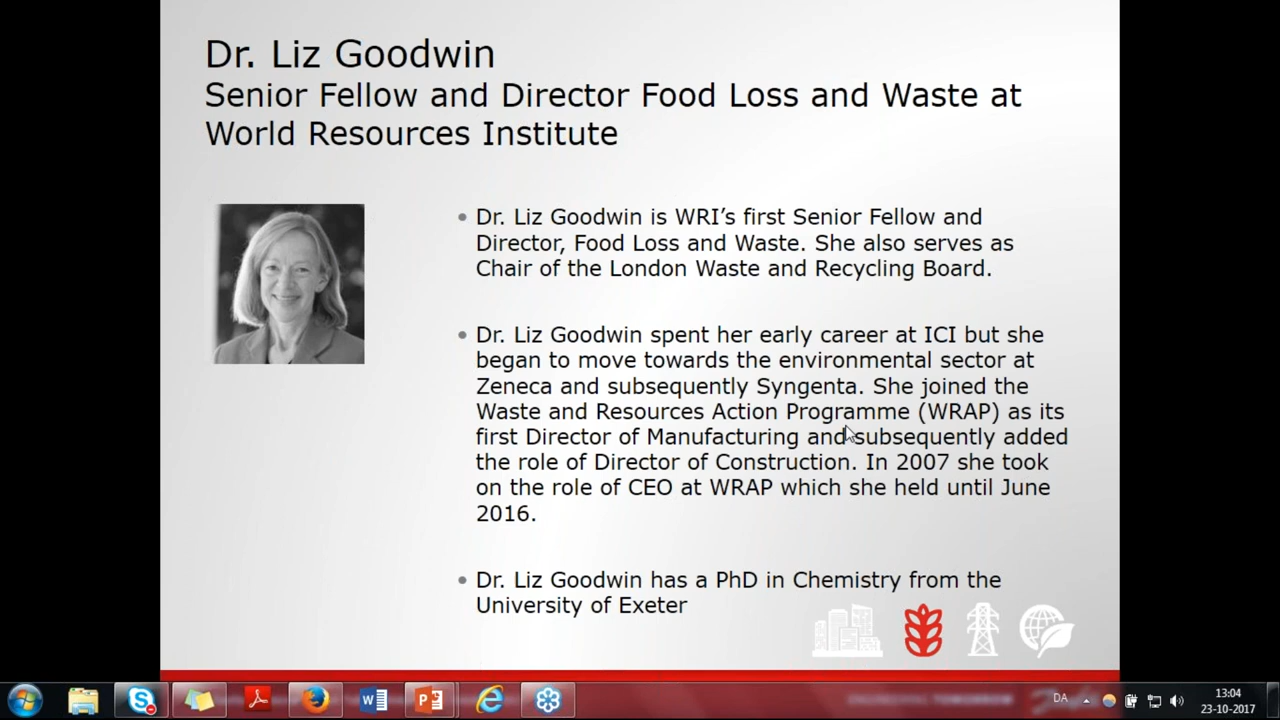 Dr. Liz Goodwin
Senior Fellow and Director Food Loss and Waste at
World Resources Institute
• Dr. Liz Goodwin is WRI’s first Senior Fellow and
Director, Food Loss and Waste. She also serves as
Chair of the London Waste and Recycling Board.
• Dr. Liz Goodwin spent her early career at ICI but she
began to move towards the environmental sector at
Zeneca and subsequently Syngenta. She joined the
Waste and Resources Action Programme (WRAP) as its
first Director of Manufacturing and subsequently added
the role of Director of Construction. In 2007 she took
on the role of CEO at WRAP which she held until June
2016.
• Dr. Liz Goodwin has a PhD in Chemistry from the
University of Exeter
DA
13:04
23-10-2017